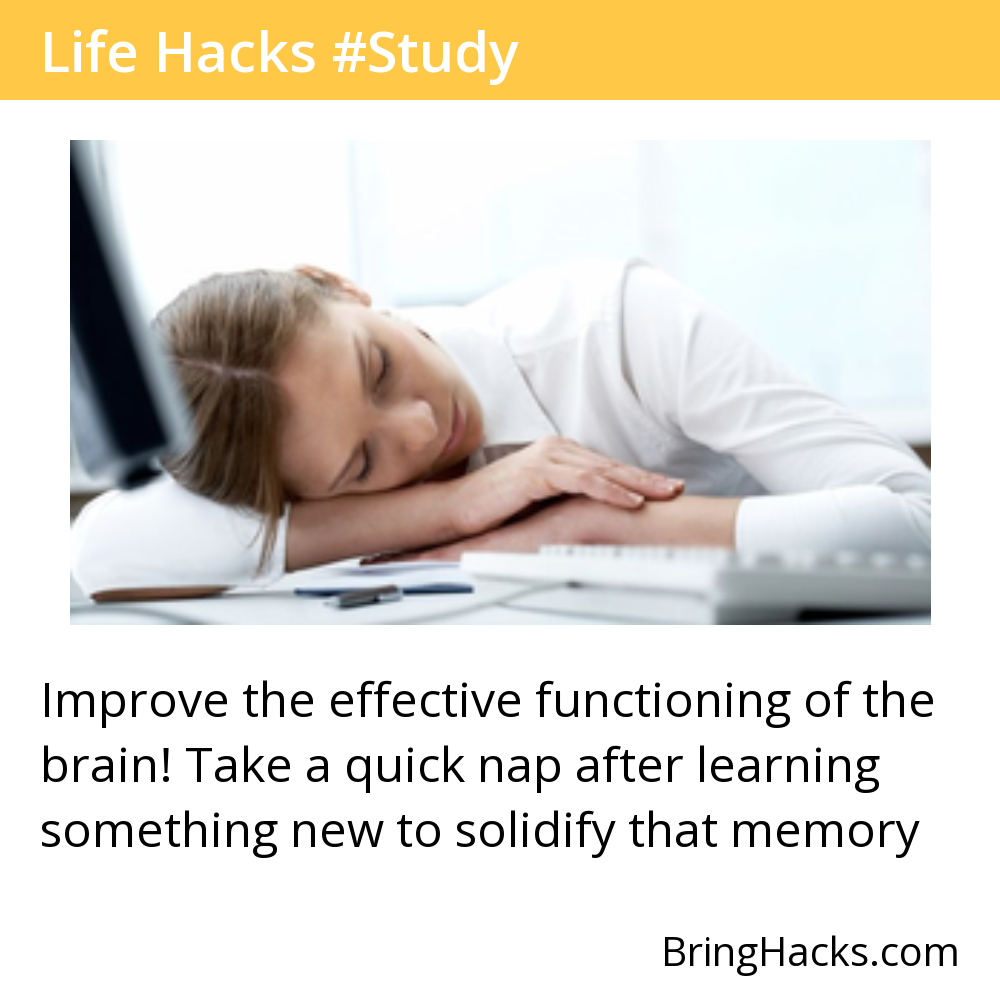 Life Hacks #Study
Improve the effective functioning of the
brain! Take a quick nap after learning
something new to solidify that memory
BringHacks.com